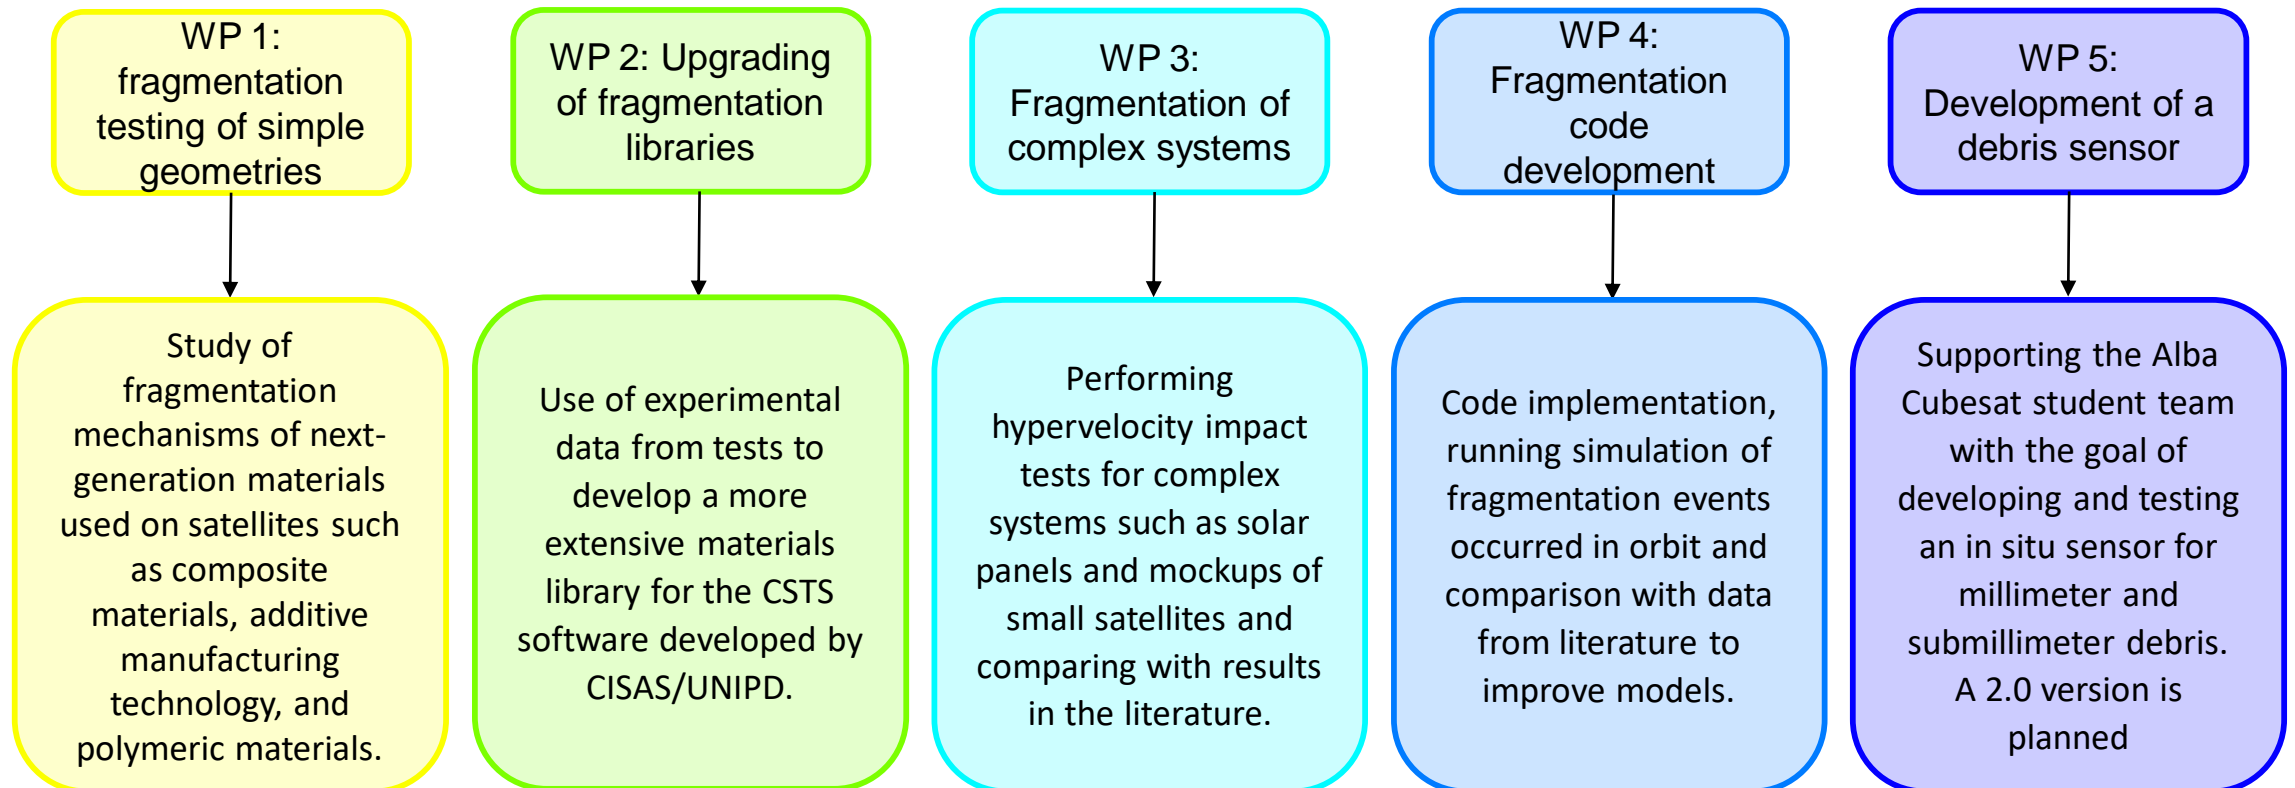 WP 1:
fragmentation
testing of simple
geometries
Study of
fragmentation
mechanisms of next-
generation materials
used on satellites such
as composite
materials, additive
manufacturing
technology, and
polymeric materials.
WP 2: Upgrading
of fragmentation
libraries
Use of experimental
data from tests to
develop a more
extensive materials
library for the CSTS
software developed by
CISAS/UNIPD.
WP 3:
Fragmentation of
complex systems
Performing
hypervelocity impact
tests for complex
systems such as solar
panels and mockups of
small satellites and
comparing with results
in the literature.
WP 4:
Fragmentation
code
development
Code implementation,
running simulation of
fragmentation events
occurred in orbit and
comparison with data
from literature to
improve models.
WP 5:
Development of a
debris sensor
Supporting the Alba
Cubesat student team
with the goal of
developing and testing
an in situ sensor for
millimeter and
submillimeter debris.
A 2.0 version is
planned